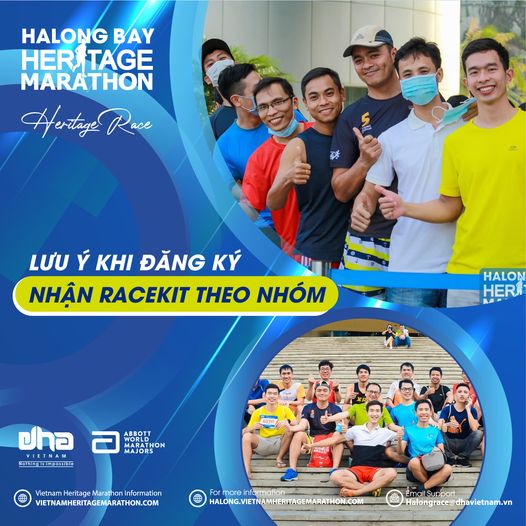 HALONG BAY
HERITAGE
MARATHON
Heritage Race
LƯU Ý KHI ĐĂNG KÝ
NHẬN RACEKIT THEO NHÓM
HALONG
HER
MARATHON
dha
VIETNAM
Nothing is impossible
ABBOTT
WORLD
MARATHON
MAJORS
Vietnam Heritage Marathon Information
VIETNAMHERITAGEMARATHON.COM
For more information
HALONG.VIETNAMHERITAGEMARATHON.COM
Email Support
Halongrace@dhavietnam.vn